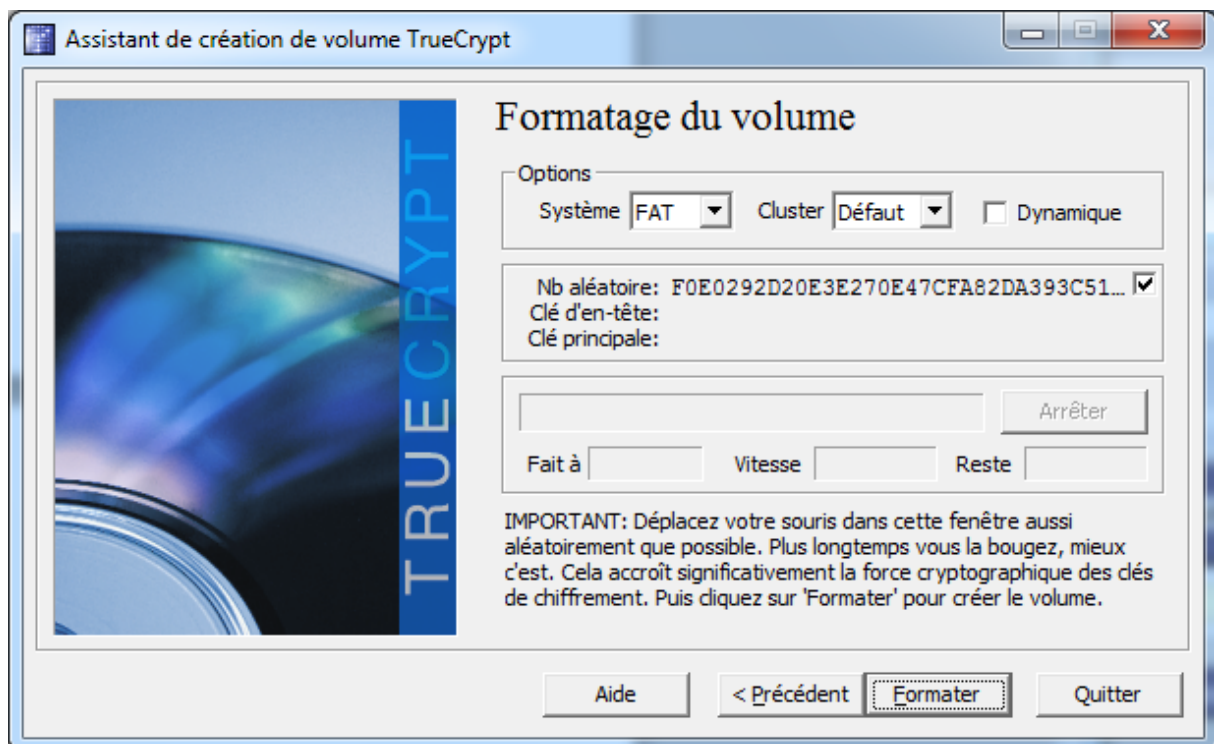 Assistant de création de volume TrueCrypt
TRUECRYPT
Formatage du volume
Options
Système FAT Cluster Défaut Dynamique
Nb aléatoire: F0E0292D20E3E270E47CFA82DA393C51...
Clé d'en-tête:
Clé principale:
Arrêter
Fait à Vitesse Reste
IMPORTANT: Déplacez votre souris dans cette fenêtre aussi
aléatoirement que possible. Plus longtemps vous la bougez, mieux
c'est. Cela accroît significativement la force cryptographique des clés
de chiffrement. Puis cliquez sur 'Formater' pour créer le volume.
Aide < Précédent Formater Quitter